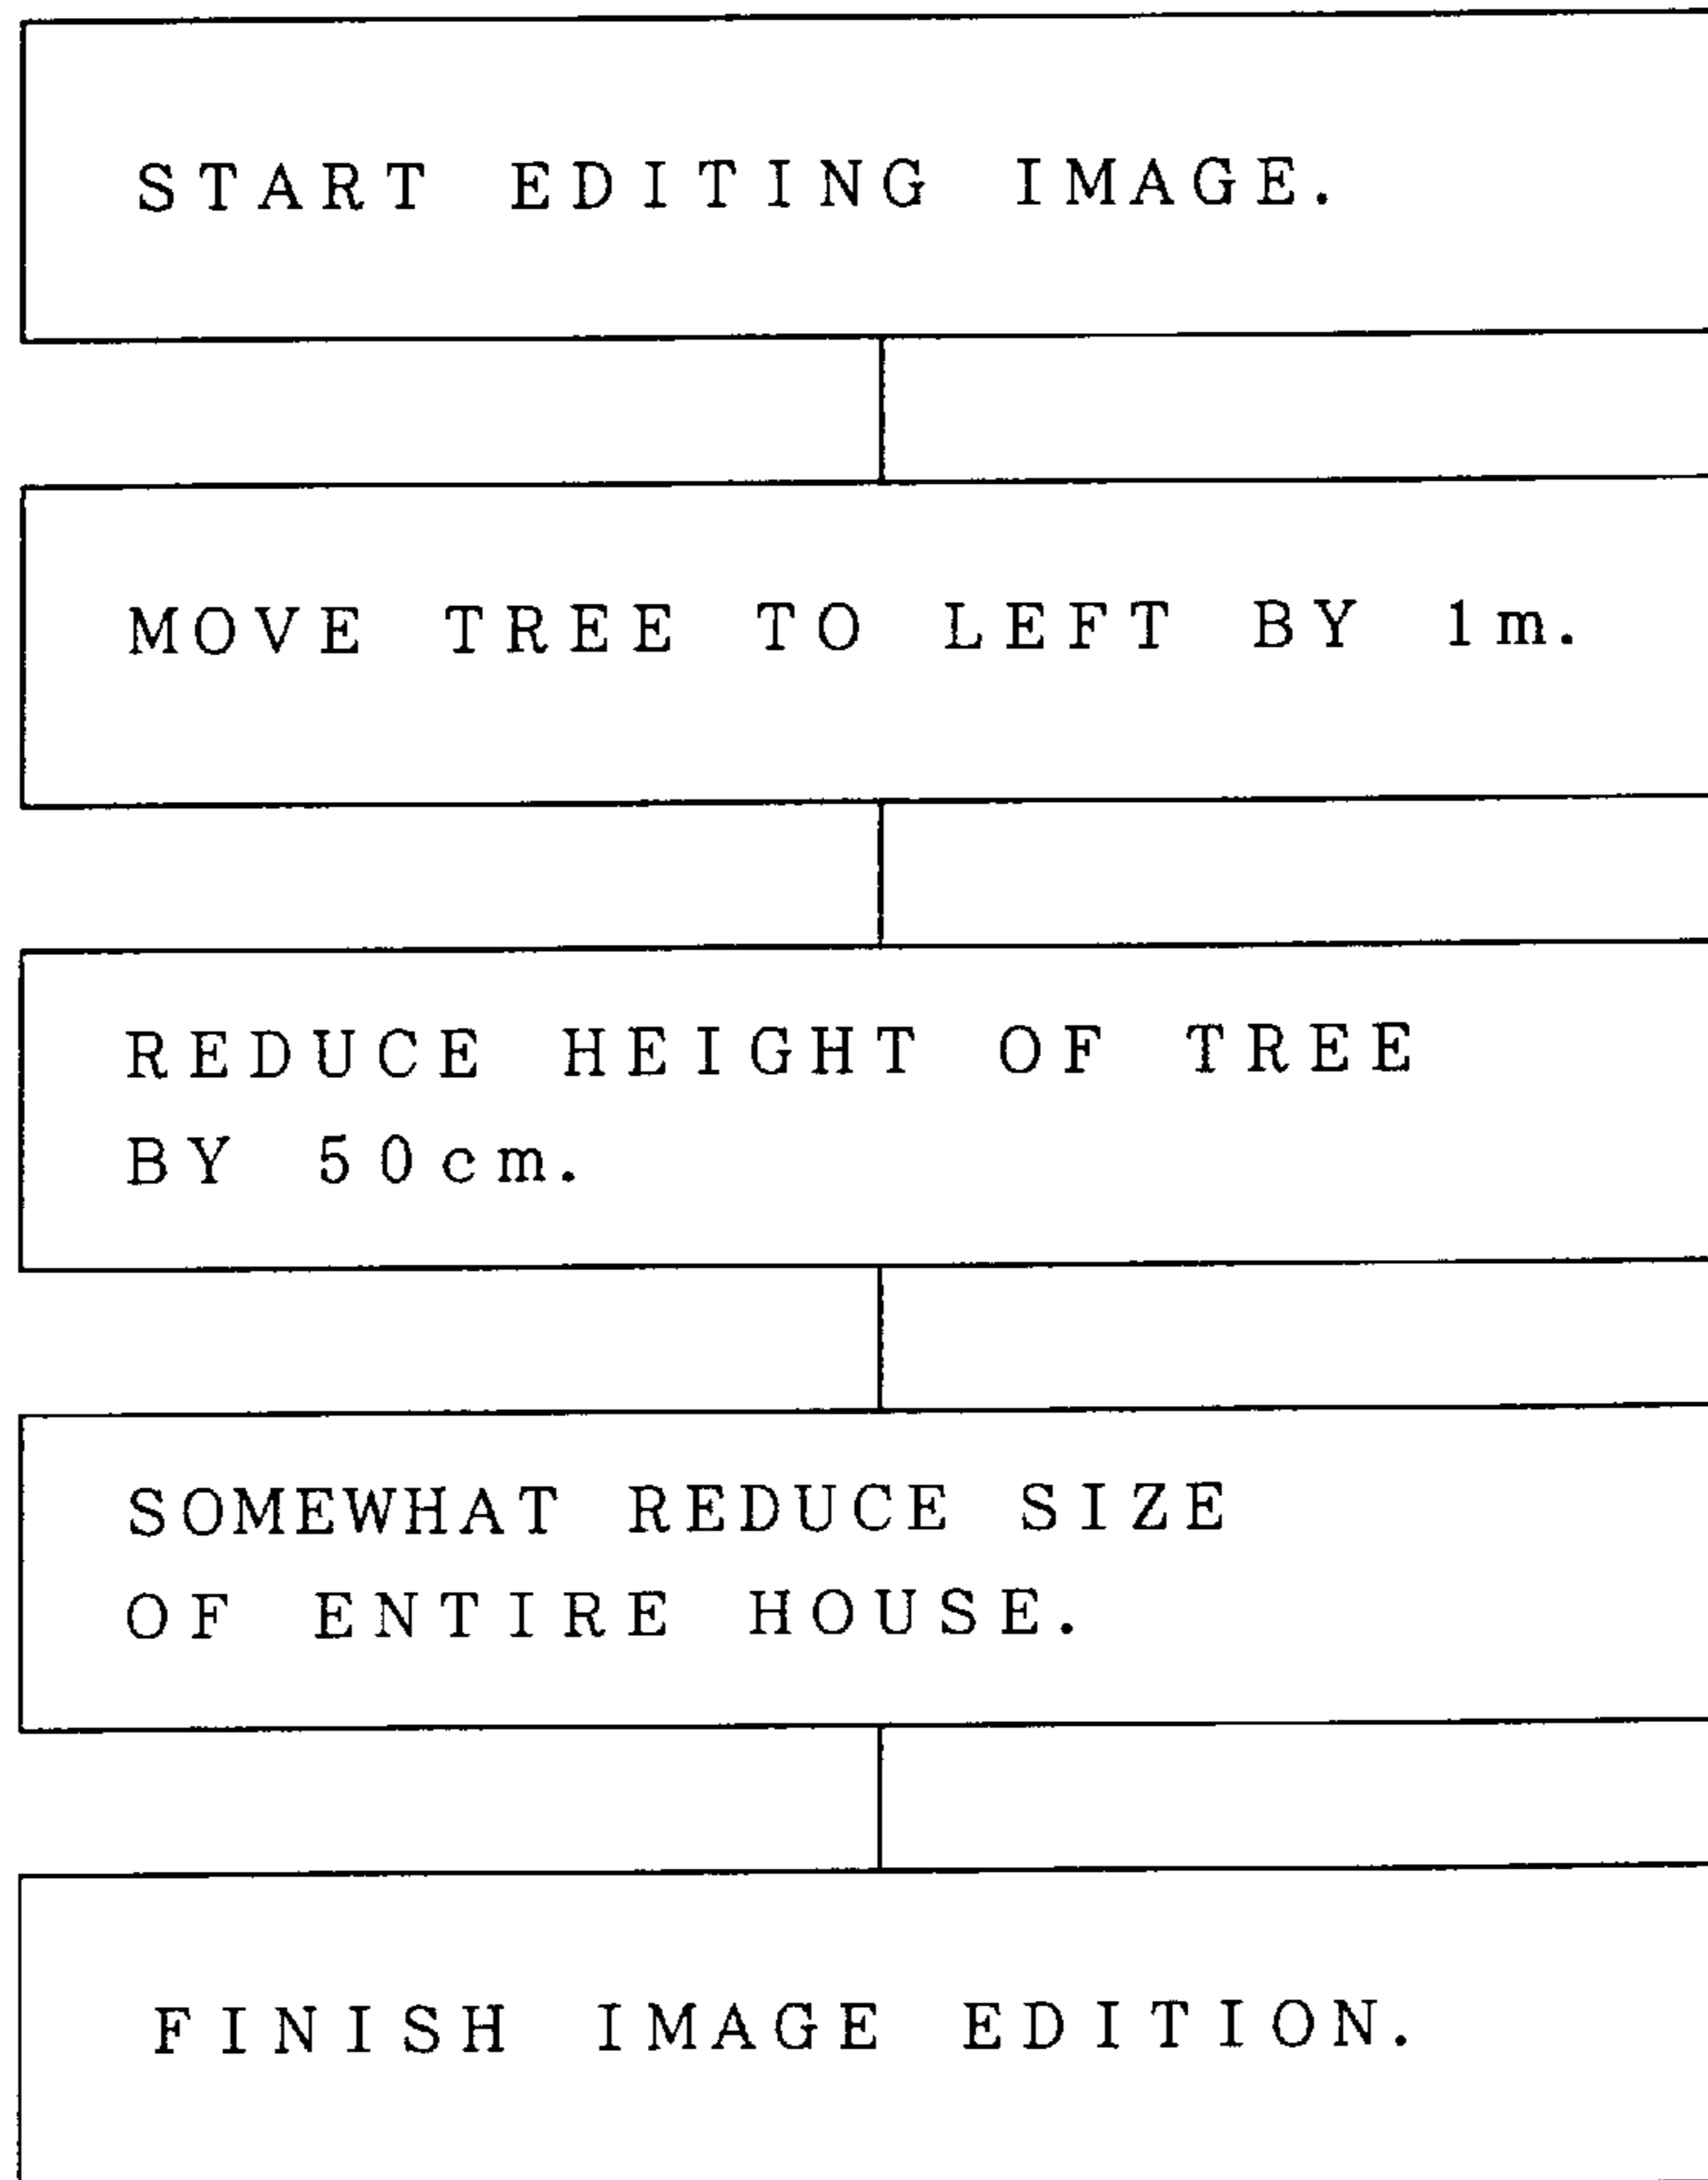 START EDITING IMAGE.
MOVE TREE TO LEFT BY 1m.
REDUCE HEIGHT OF TREE
BY 50cm.
SOMEWHAT REDUCE SIZE
OF ENTIRE HOUSE.
FINISH IMAGE EDITION.